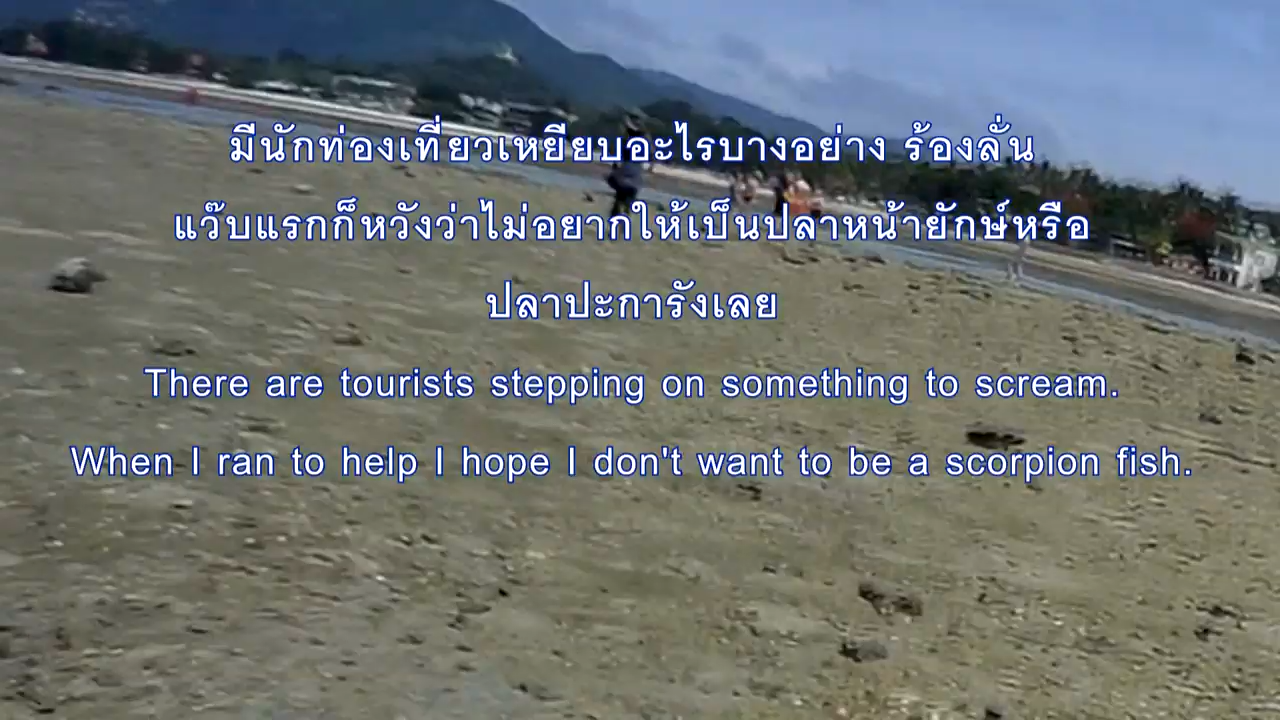 มีนักท่องเที่ยวเหยียบอะไรบางอย่าง ร้องลั่น
แว๊บแรกก็หวังว่าไม่อยากให้เป็นปลาหน้ายักษ์หรือ
ปลาปะการังเลย
There are tourists stepping on something to scream.
When I ran to help I hope I don't want to be a scorpion fish.